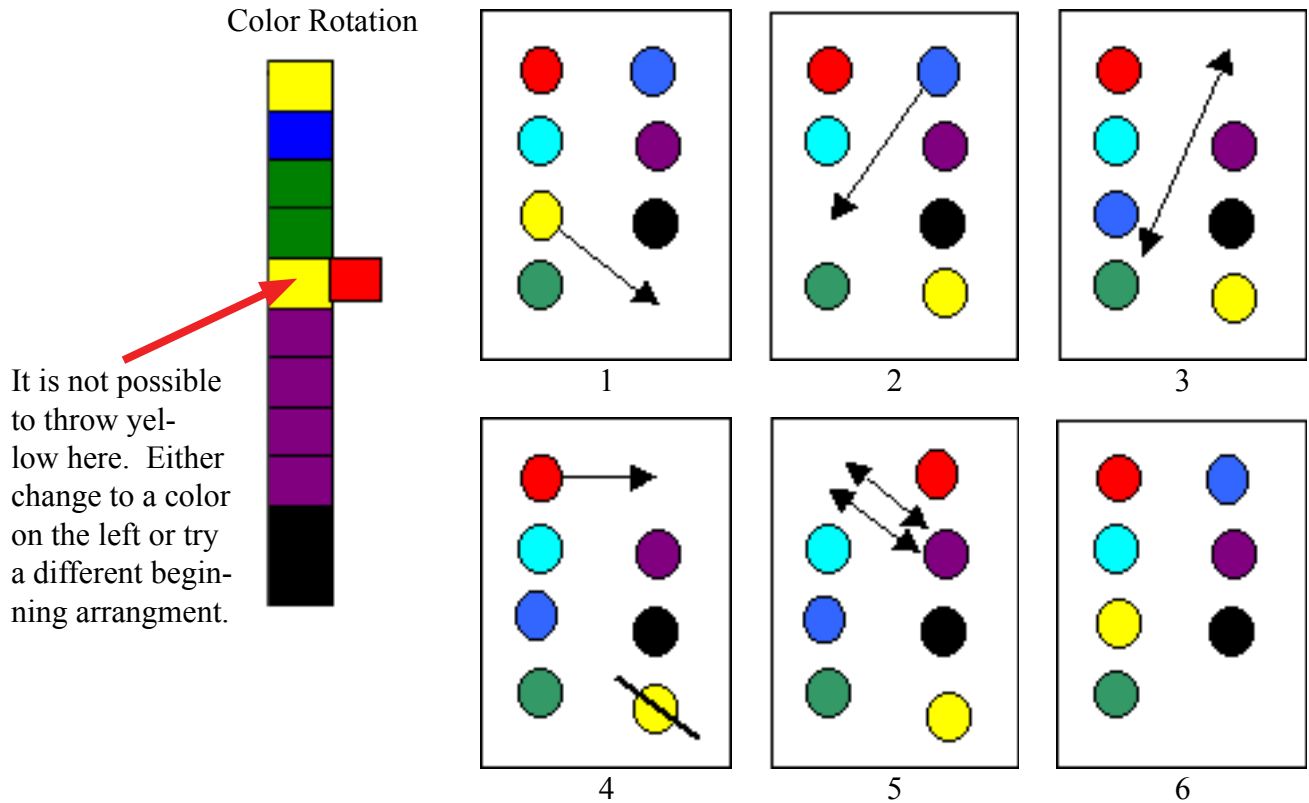 Color Rotation
It is not possible
to throw yel-
low here.  Either
change to a color
on the left or try
a different begin-
ning arrangment.
1
2
3
4
5
6